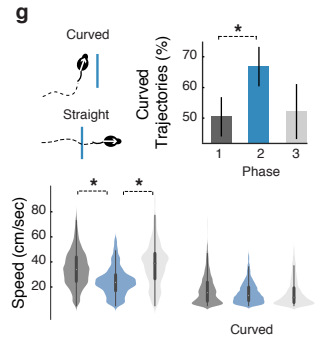 g
Curved
Straight
Curved
Trajectories (%)
70
60
50
*
1 2 3
Phase
Speed (cm/sec)
80
60
40
20
* *
Curved